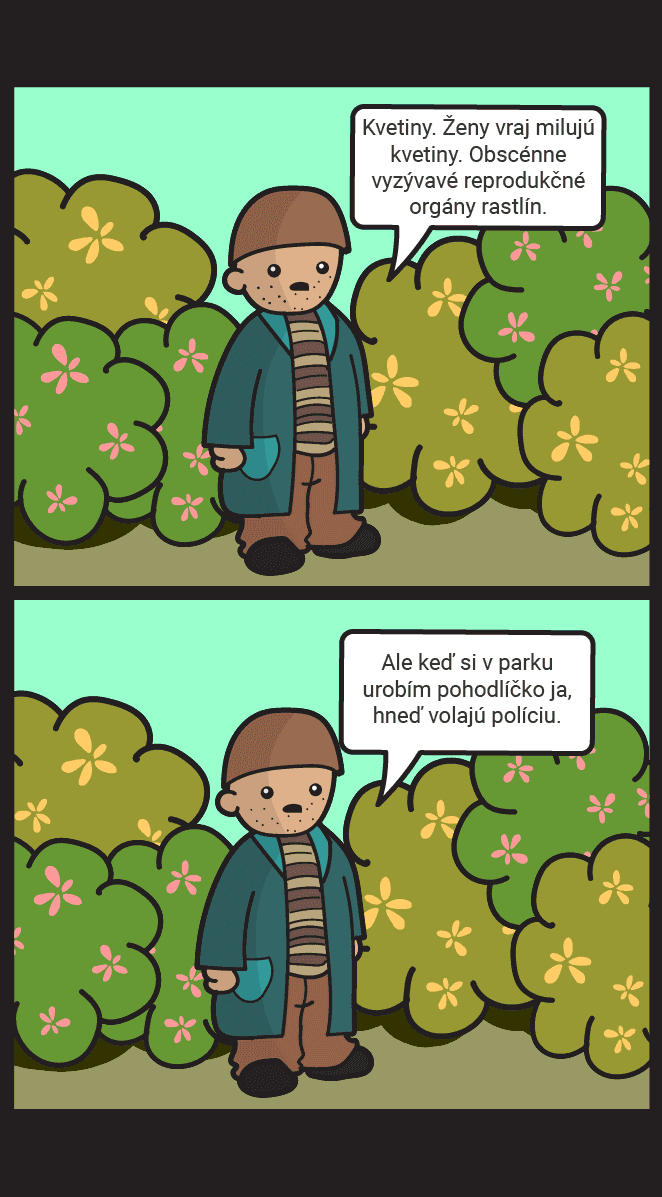 Kvetiny. Ženy vraj milujú
kvetiny. Obscénne
vyzývavé reprodukčné
orgány rastlín.
Ale keď si v parku
urobím pohodlíčko ja,
hneď volajú políciu.